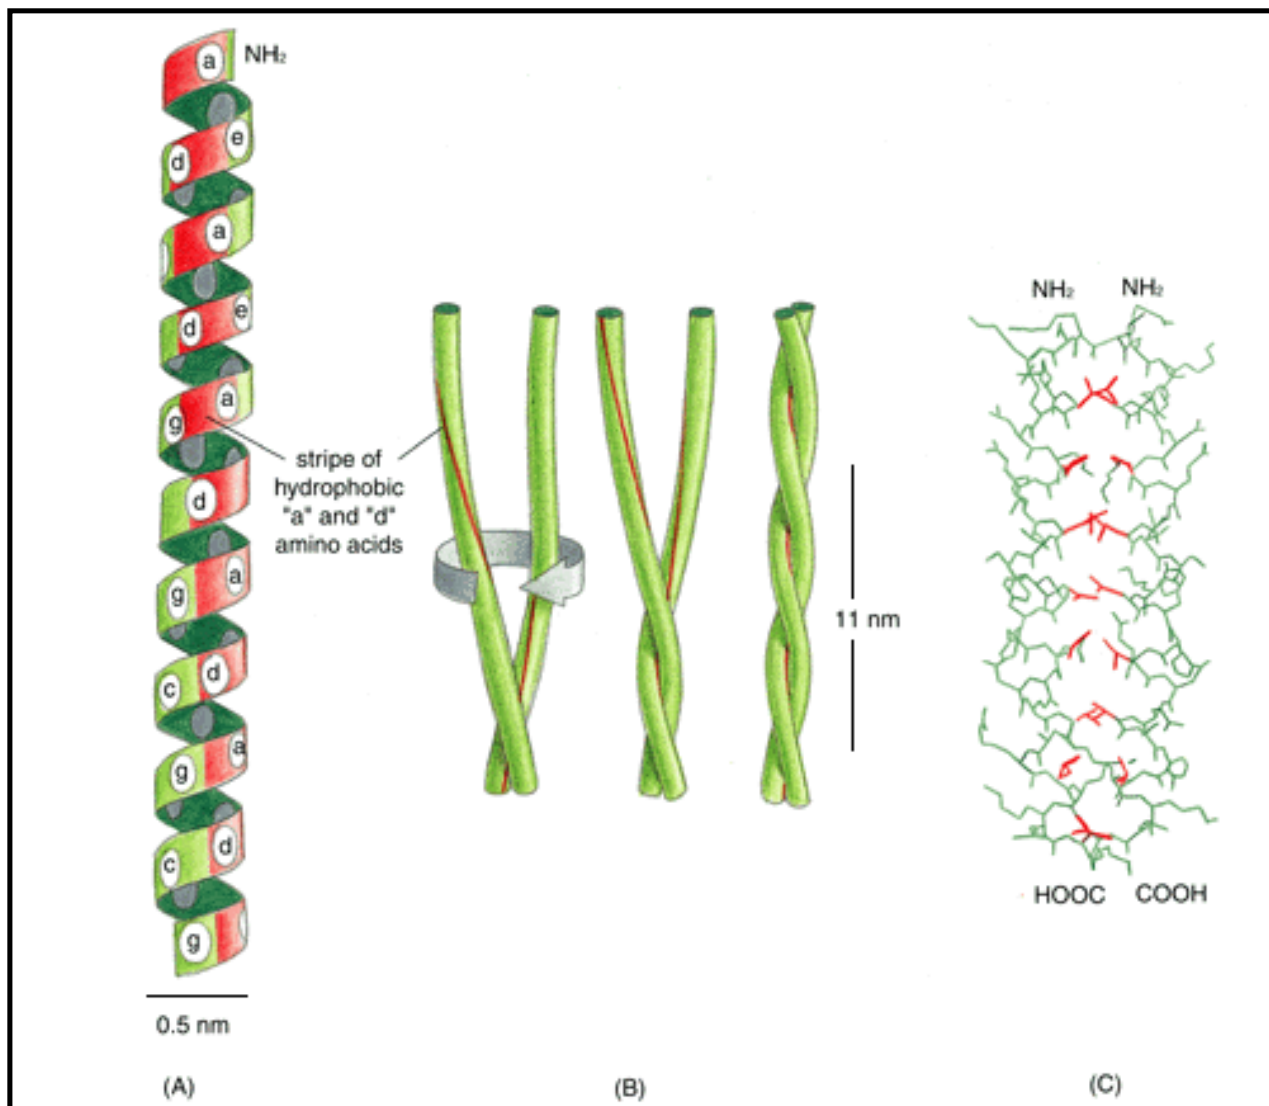 a
NH₂
e
d
a
d
e
a
g
stripe of
hydrophobic
"a" and "d"
amino acids
d
a
g
d
c
a
g
d
c
g
0.5 nm
(A)
11 nm
(B)
NH₂
NH₂
HOOC
COOH
(C)